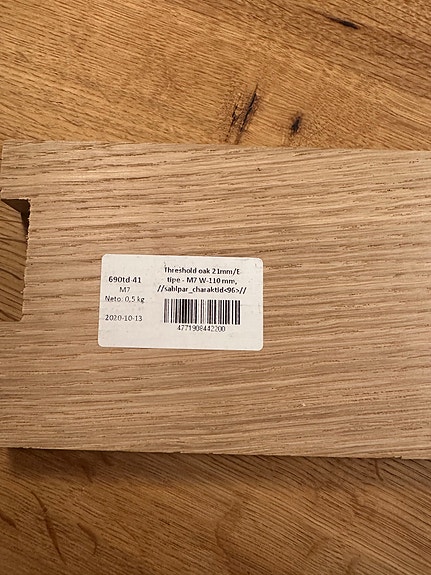 690td-41
M7
Neto: 0,5 kg
2020-10-13
Threshold oak 21mm/E
tipe - M7 W-110 mm,
//sablpar_charaktid<96>//
4771908442200